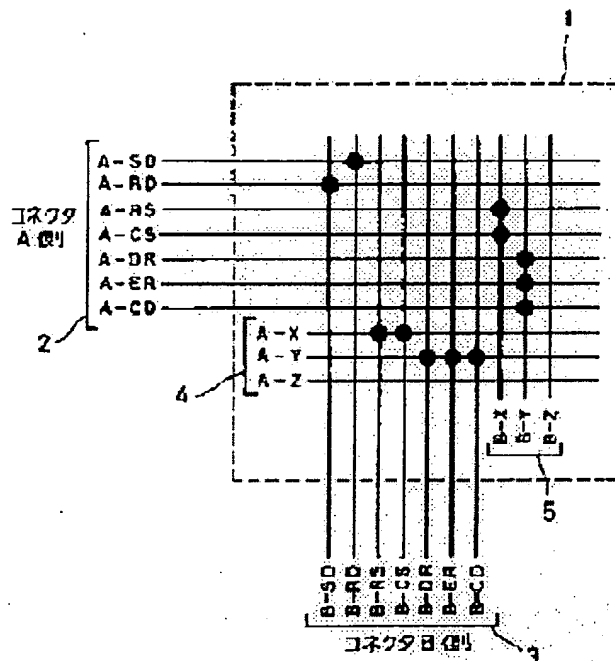 1
A-SD
A-RD
A-RS
コネクタ
A側
A-CS
A-DR
A-ER
A-CD
2
A-X
A-Y
A-Z
4
B-X
B-Y
B-Z
5
B-SD
B-RD
B-RS
B-CS
B-DR
B-ER
B-CD
コネクタB側
3